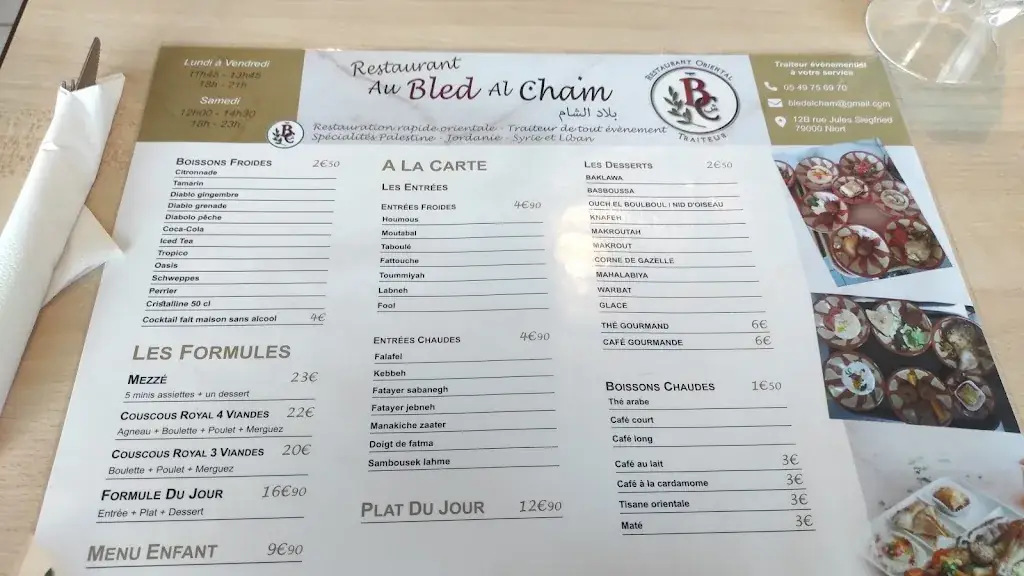 Lundi à Vendredi
11h45 - 13h45
18h - 21h
Samedi
12h00 - 14h30
18h - 23h
Restaurant
Au Bled Al Cham
بلاد الشام
Restauration rapide orientale - Traiteur de tout évènement
Spécialités Palestine - Jordanie - Syrie et Liban
RESTAURANT ORIENTAL
BC
TRAITEUR
Traiteur évènementiel
à votre service
05 49 75 69 70
bledalcham@gmail.com
12B rue Jules Siegfried
79000 Niort
BOISSONS FROIDES 2€50
Citronnade
Tamarin
Diablo gingembre
Diablo grenade
Diabolo pêche
Coca-Cola
Iced Tea
Tropico
Oasis
Schweppes
Perrier
Cristalline 50 cl
Cocktail fait maison sans alcool 4€
LES FORMULES
MEZZÉ 23€
5 minis assiettes + un dessert
COUSCOUS ROYAL 4 VIANDES 22€
Agneau + Boulette + Poulet + Merguez
COUSCOUS ROYAL 3 VIANDES 20€
Boulette + Poulet + Merguez
FORMULE DU JOUR 16€90
Entrée + Plat + Dessert
MENU ENFANT 9€90
A LA CARTE
LES ENTRÉES
ENTRÉES FROIDES 4€90
Houmous
Moutabal
Taboulé
Fattouche
Toummiyah
Labneh
Fool
ENTRÉES CHAUDES 4€90
Falafel
Kebbeh
Fatayer sabanegh
Fatayer jebneh
Manakiche zaater
Doigt de fatma
Sambousek lahme
PLAT DU JOUR 12€90
LES DESSERTS 2€50
BAKLAWA
BASBOUSSA
OUCH EL BOULBOUL / NID D'OISEAU
KNAFEH
MAKROUTAH
MAKROUT
CORNE DE GAZELLE
MAHALABIYA
WARBAT
GLACE
THÉ GOURMAND 6€
CAFÉ GOURMANDE 6€
BOISSONS CHAUDES 1€50
Thé arabe
Café court
Café long
Café au lait 3€
Café à la cardamome 3€
Tisane orientale 3€
Maté 3€